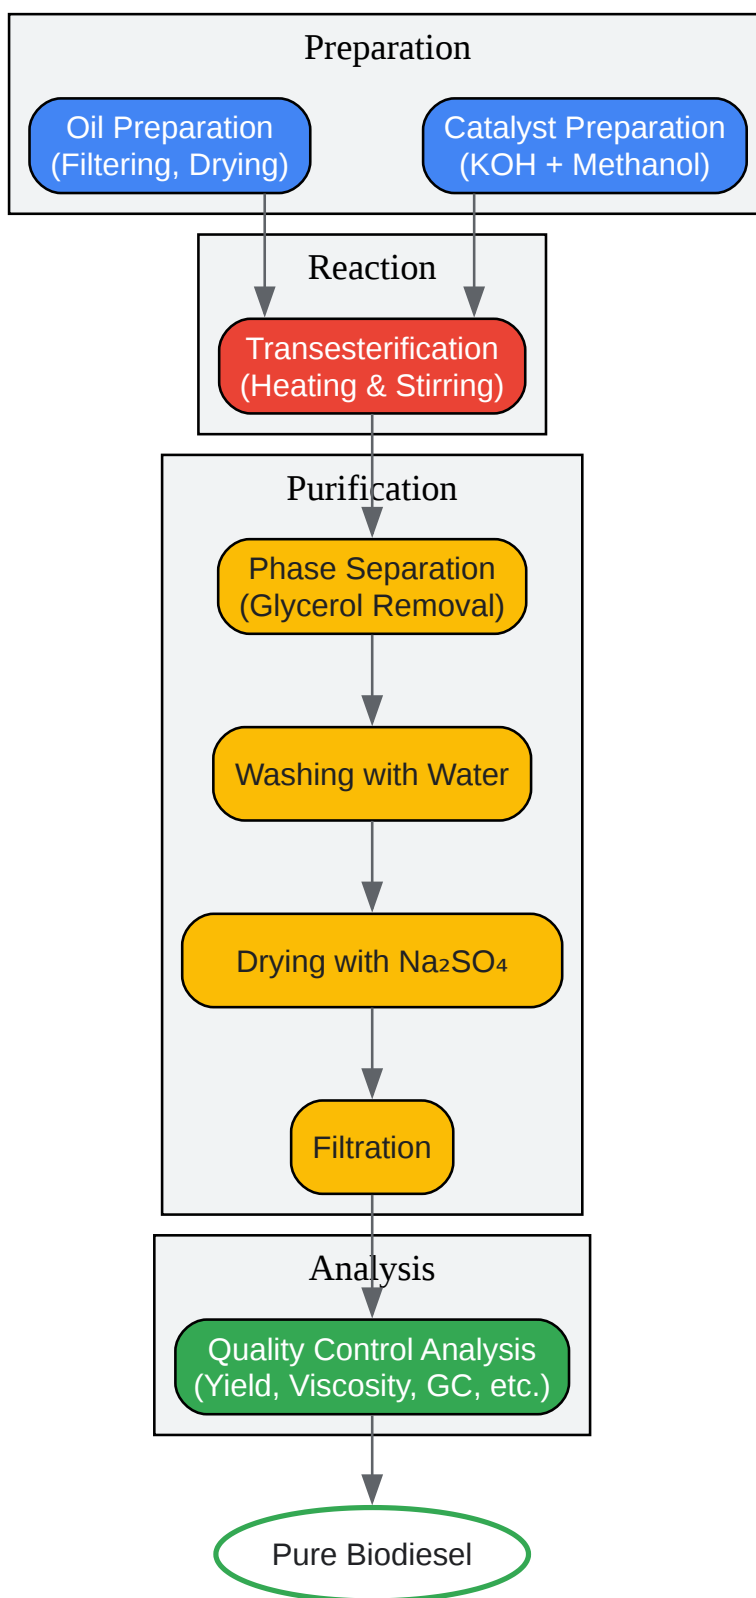 Preparation
Oil Preparation
(Filtering, Drying)
Catalyst Preparation
(KOH + Methanol)
Reaction
Transesterification
(Heating & Stirring)
Purification
Phase Separation
(Glycerol Removal)
Washing with Water
Drying with Na₂SO₄
Filtration
Analysis
Quality Control Analysis
(Yield, Viscosity, GC, etc.)
Pure Biodiesel